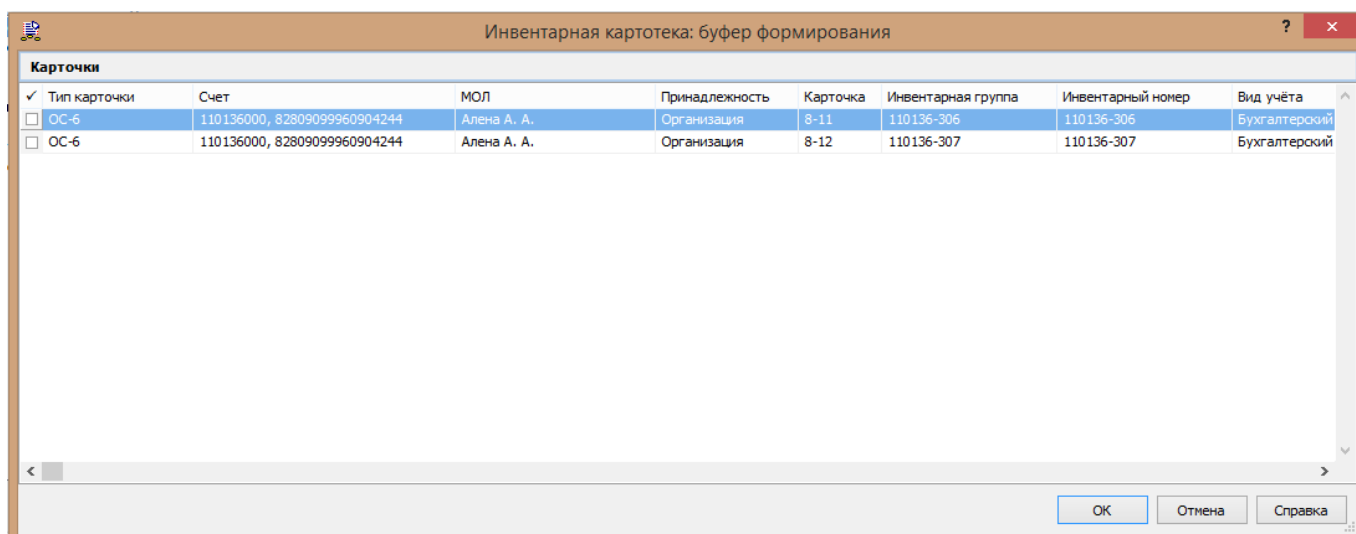 Инвентарная картотека: буфер формирования ? ×
Карточки
✓ Тип карточки Счет МОЛ Принадлежность Карточка Инвентарная группа Инвентарный номер Вид учёта
ОС-6 110136000, 82809099960904244 Алена А. А. Организация 8-11 110136-306 110136-306 Бухгалтерский
ОС-6 110136000, 82809099960904244 Алена А. А. Организация 8-12 110136-307 110136-307 Бухгалтерский
ОК Отмена Справка